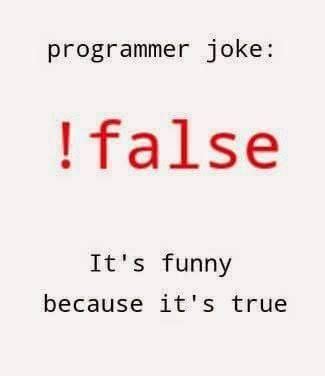 programmer joke:
!false
It's funny
because it's true